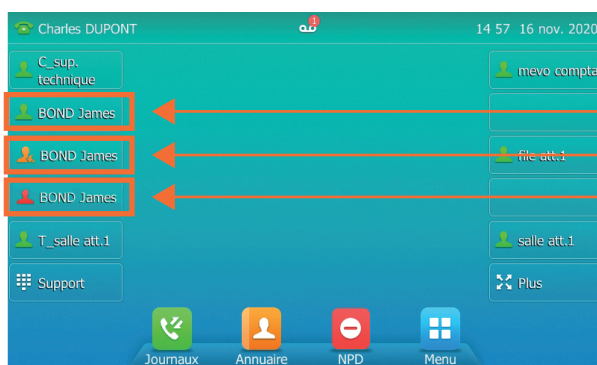 Charles DUPONT
1
14 57 16 nov. 2020
C_sup.
technique
mevo compta
BOND James
BOND James
file att.1
BOND James
T_salle att.1
salle att.1
Support
Plus
Journaux
Annuaire
NPD
Menu